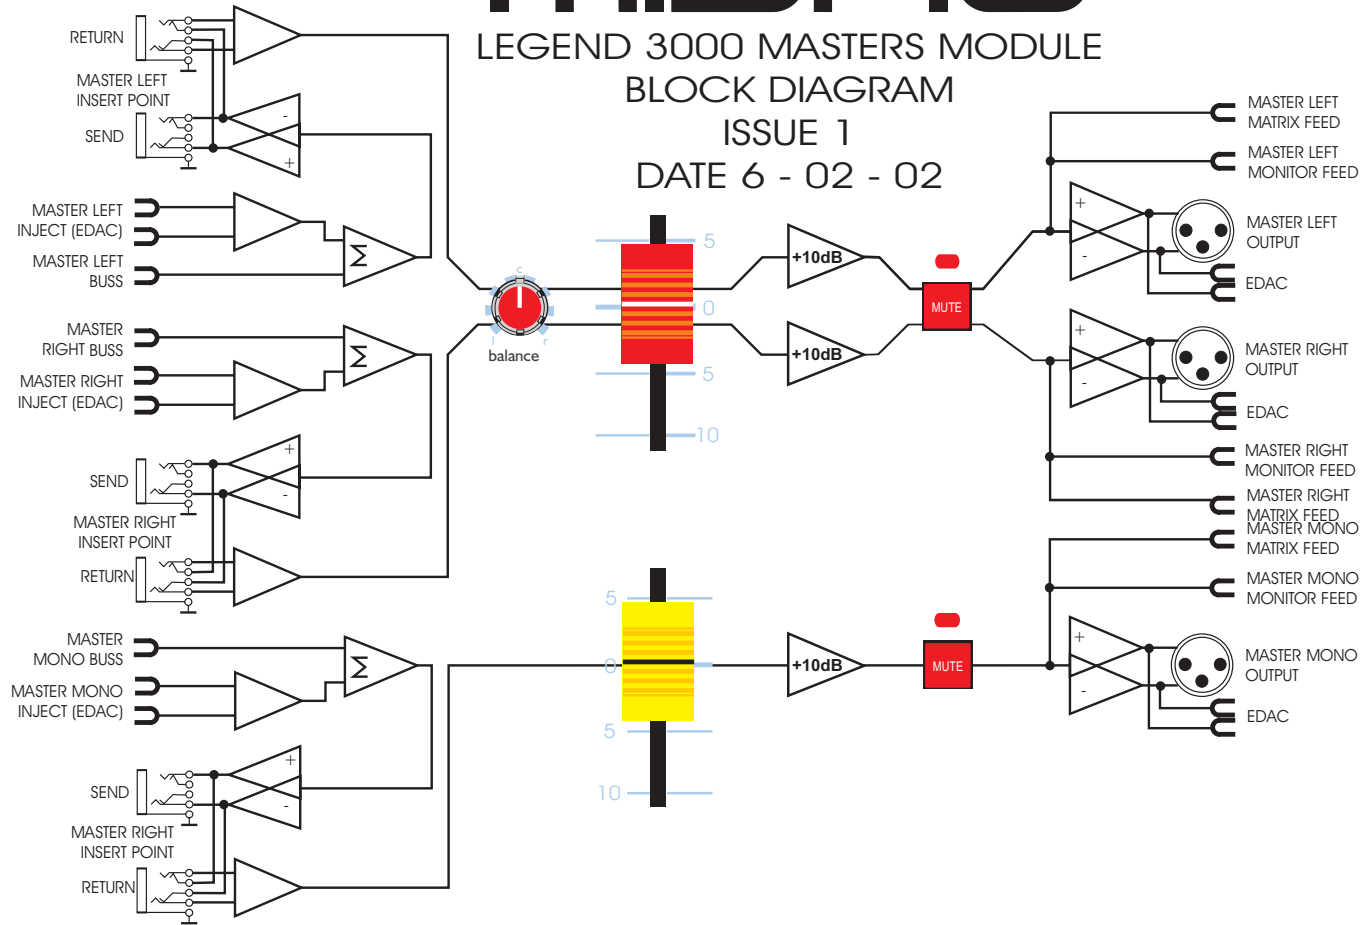 LEGEND 3000 MASTERS MODULE
BLOCK DIAGRAM
ISSUE 1
DATE 6 - 02 - 02
RETURN
MASTER LEFT
INSERT POINT
SEND
-
+
MASTER LEFT
INJECT (EDAC)
MASTER LEFT
BUSS
Σ
MASTER
RIGHT BUSS
MASTER RIGHT
INJECT (EDAC)
Σ
SEND
+
-
MASTER RIGHT
INSERT POINT
RETURN
MASTER
MONO BUSS
MASTER MONO
INJECT (EDAC)
Σ
SEND
+
-
MASTER RIGHT
INSERT POINT
RETURN
c
l
r
balance
5
0
5
10
+10dB
+10dB
MUTE
5
0
5
10
+10dB
MUTE
MASTER LEFT
MATRIX FEED
MASTER LEFT
MONITOR FEED
+
-
MASTER LEFT
OUTPUT
EDAC
+
-
MASTER RIGHT
OUTPUT
EDAC
MASTER RIGHT
MONITOR FEED
MASTER RIGHT
MATRIX FEED
MASTER MONO
MATRIX FEED
MASTER MONO
MONITOR FEED
+
-
MASTER MONO
OUTPUT
EDAC